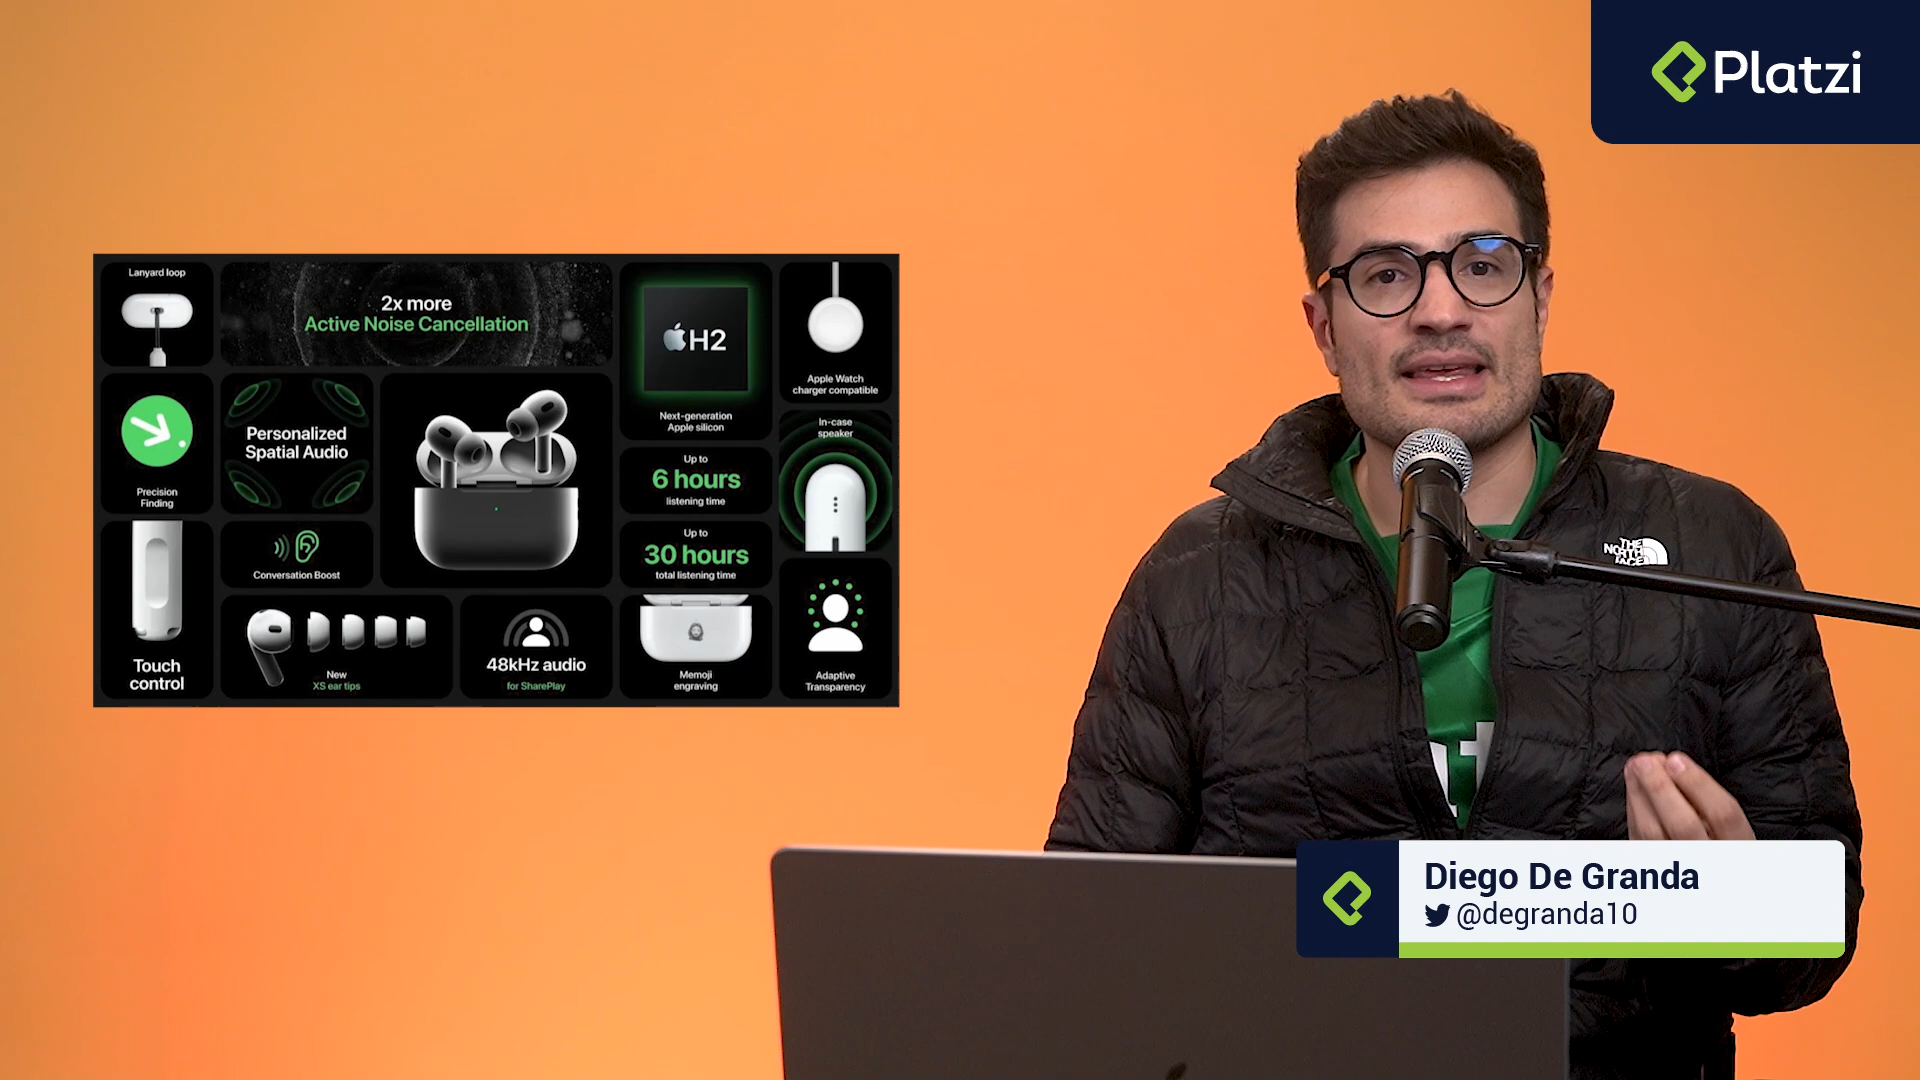 Platzi
Lanyard loop
2x more
Active Noise Cancellation
H2
Next-generation
Apple silicon
Apple Watch
charger compatible
Precision
Finding
Personalized
Spatial Audio
Up to
6 hours
listening time
In-case
speaker
Conversation Boost
Up to
30 hours
total listening time
Touch
control
New
XS ear tips
48kHz audio
for SharePlay
Memoji
engraving
Adaptive
Transparency
THE
NORTH
FACE
Diego De Granda
@degranda10